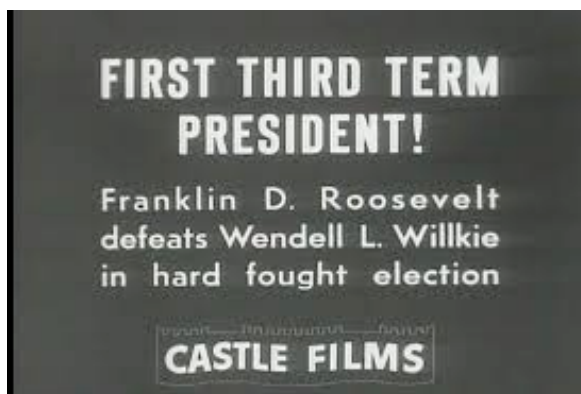 FIRST THIRD TERM
PRESIDENT!
Franklin D. Roosevelt
defeats Wendell L. Willkie
in hard fought election
CASTLE FILMS